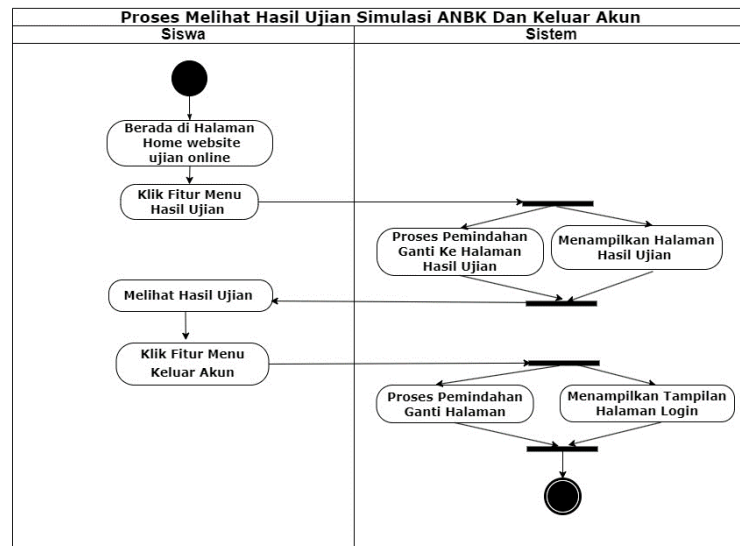 Proses Melihat Hasil Ujian Simulasi ANBK Dan Keluar Akun
Siswa
Sistem
Berada di Halaman
Home website
ujian online
Klik Fitur Menu
Hasil Ujian
Proses Pemindahan
Ganti Ke Halaman
Hasil Ujian
Menampilkan Halaman
Hasil Ujian
Melihat Hasil Ujian
Klik Fitur Menu
Keluar Akun
Proses Pemindahan
Ganti Halaman
Menampilkan Tampilan
Halaman Login